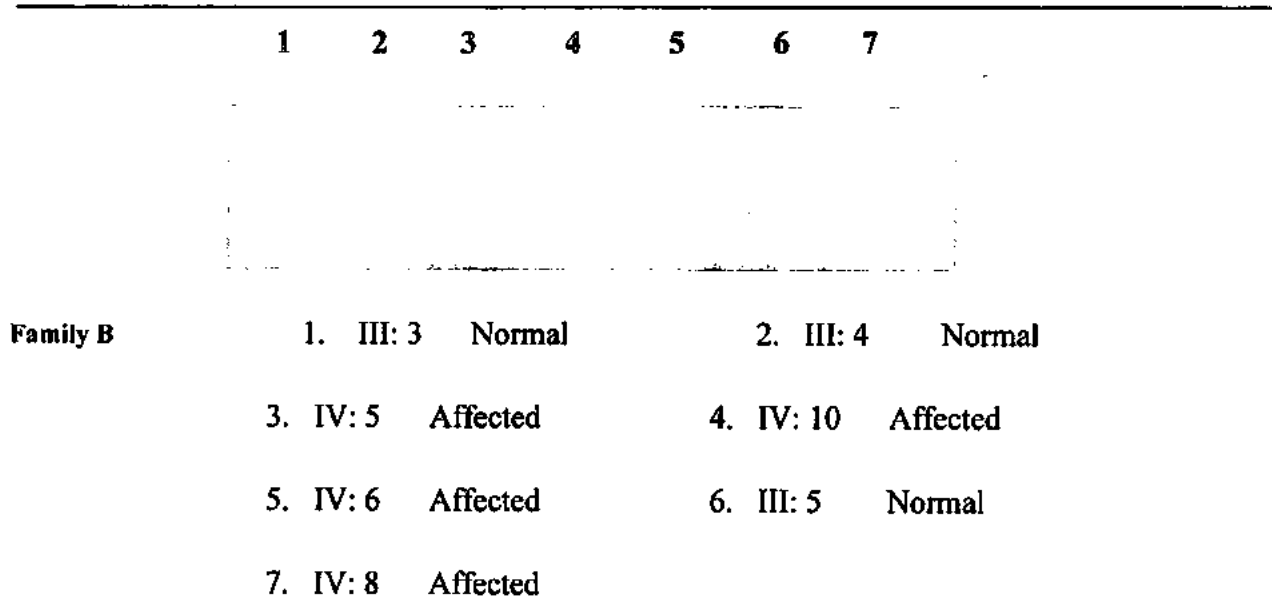 1 2 3 4 5 6 7
Family B 1. III: 3 Normal 2. III: 4 Normal
3. IV: 5 Affected 4. IV: 10 Affected
5. IV: 6 Affected 6. III: 5 Normal
7. IV: 8 Affected